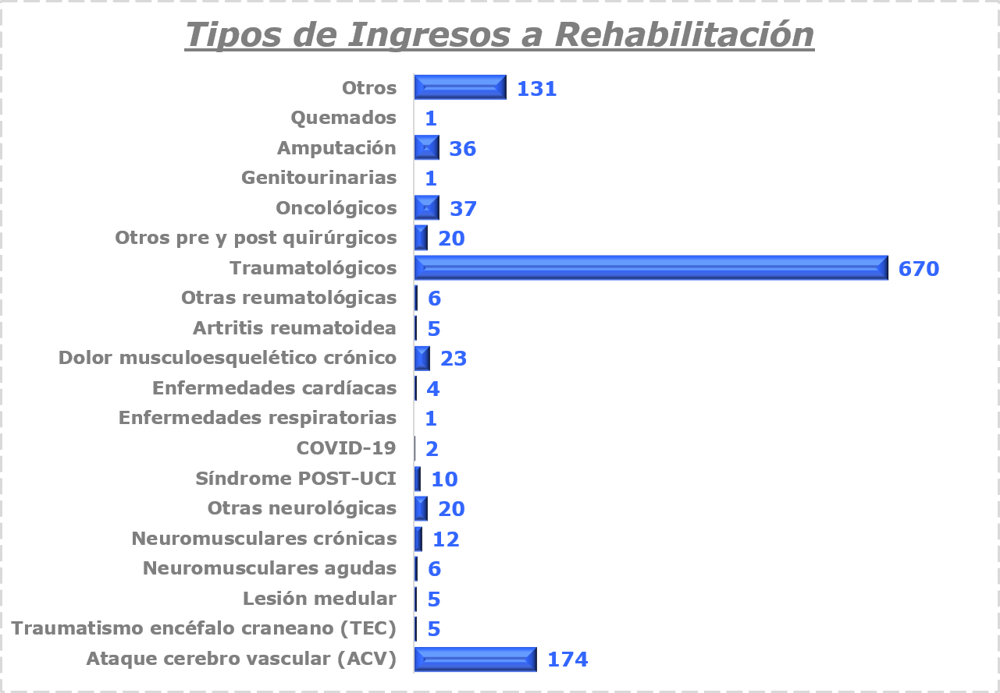 Tipos de Ingresos a Rehabilitación
Otros 131
Quemados 1
Amputación 36
Genitourinarias 1
Oncológicos 37
Otros pre y post quirúrgicos 20
Traumatológicos 670
Otras reumatológicas 6
Artritis reumatoidea 5
Dolor musculoesquelético crónico 23
Enfermedades cardíacas 4
Enfermedades respiratorias 1
COVID-19 2
Síndrome POST-UCI 10
Otras neurológicas 20
Neuromusculares crónicas 12
Neuromusculares agudas 6
Lesión medular 5
Traumatismo encéfalo craneano (TEC) 5
Ataque cerebro vascular (ACV) 174